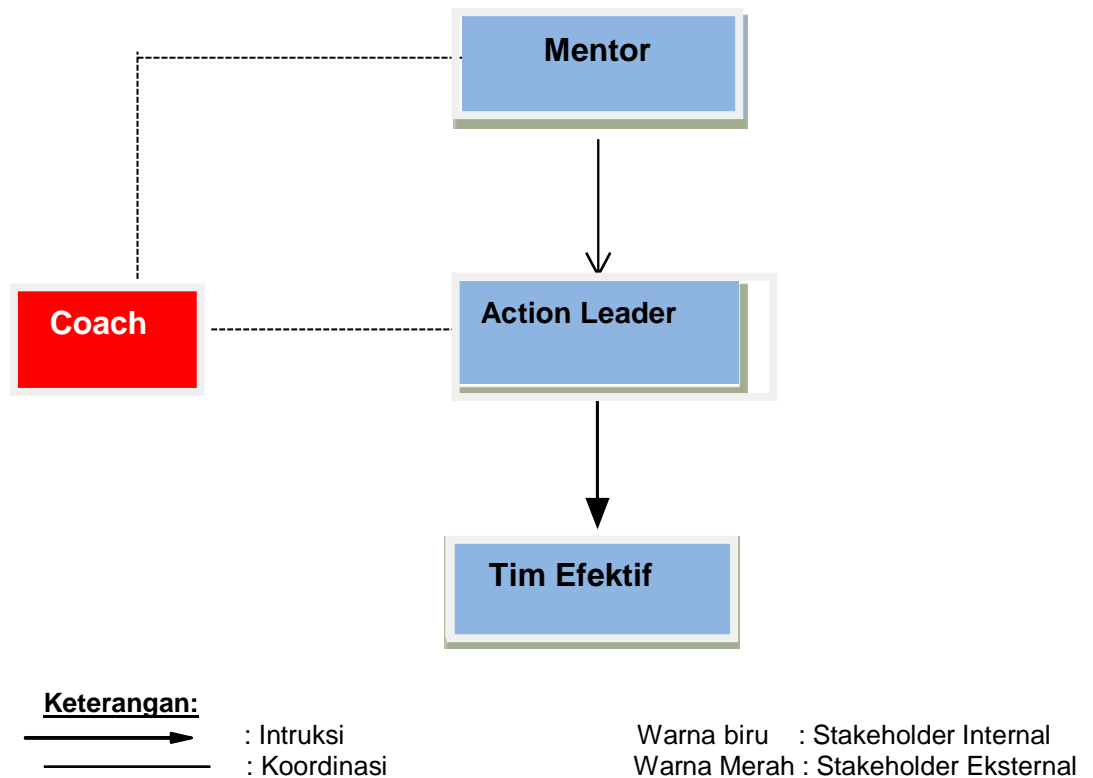 Mentor
Coach
Action Leader
Tim Efektif
Keterangan:
: Intruksi
Warna biru : Stakeholder Internal
: Koordinasi
Warna Merah : Stakeholder Eksternal